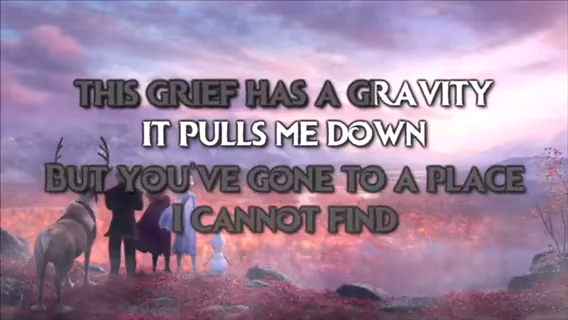 THIS GRIEF HAS A GRAVITY
IT PULLS ME DOWN
BUT YOU'VE GONE TO A PLACE
I CANNOT FIND